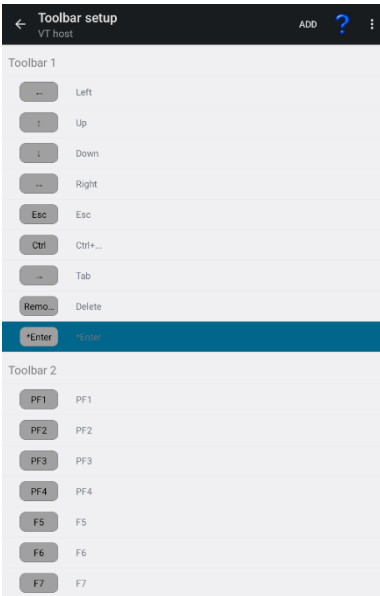 Toolbar setup
VT host
ADD ?
Toolbar 1
← Left
↑ Up
↓ Down
Right
Esc Esc
Ctrl Ctrl+...
→ Tab
Remo... Delete
*Enter *Enter
Toolbar 2
PF1 PF1
PF2 PF2
PF3 PF3
PF4 PF4
F5 F5
F6 F6
F7 F7